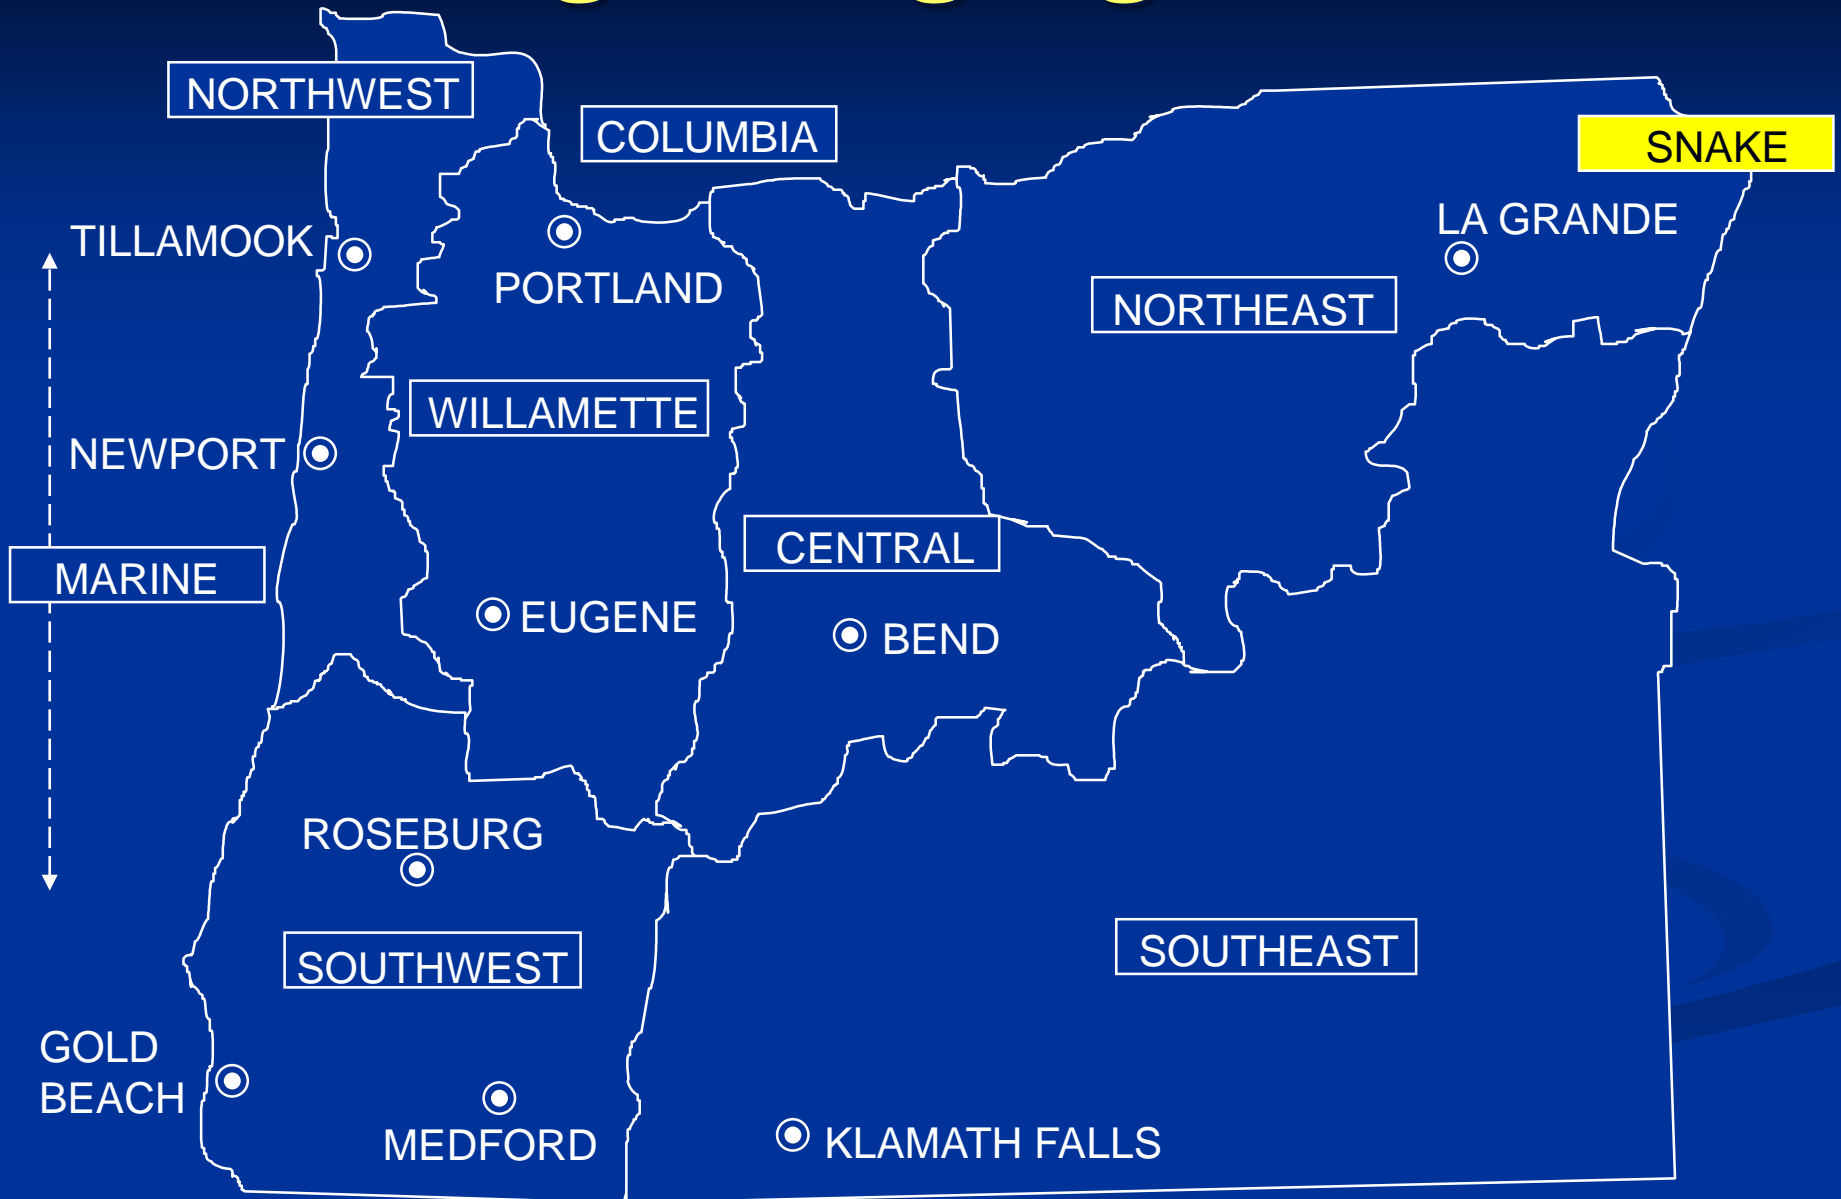 NORTHWEST
COLUMBIA
SNAKE
TILLAMOOK
LA GRANDE
PORTLAND
NORTHEAST
WILLAMETTE
NEWPORT
CENTRAL
MARINE
EUGENE
BEND
ROSEBURG
SOUTHWEST
SOUTHEAST
GOLD
BEACH
MEDFORD
KLAMATH FALLS